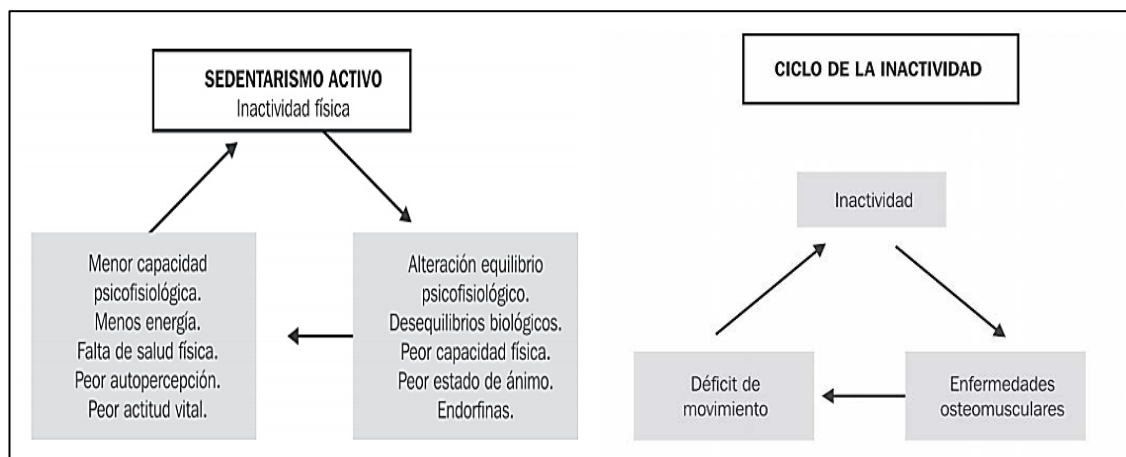 SEDENTARISMO ACTIVO
Inactividad física
Menor capacidad
psicofisiológica.
Menos energía.
Falta de salud física.
Peor autopercepción.
Peor actitud vital.
Alteración equilibrio
psicofisiológico.
Desequilibrios biológicos.
Peor capacidad física.
Peor estado de ánimo.
Endorfinas.
CICLO DE LA INACTIVIDAD
Inactividad
Déficit de
movimiento
Enfermedades
osteomusculares